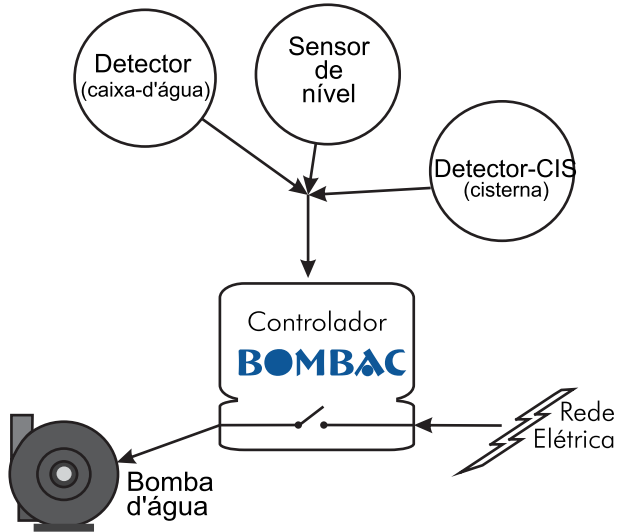 Detector
(caixa-d'água)
Sensor
de
nível
Detector-CIS
(cisterna)
Controlador
BOMBAC
Rede
Elétrica
Bomba
d'água